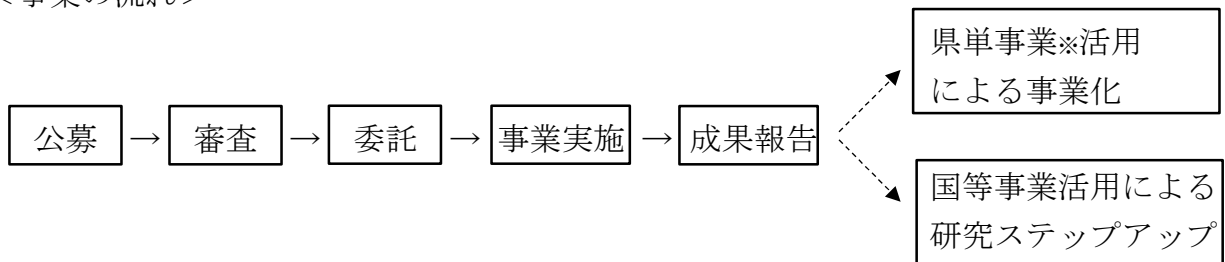 <事業の流れ>
公募 → 審査 → 委託 → 事業実施 → 成果報告
県単事業※活用
による事業化
国等事業活用による
研究ステップアップ